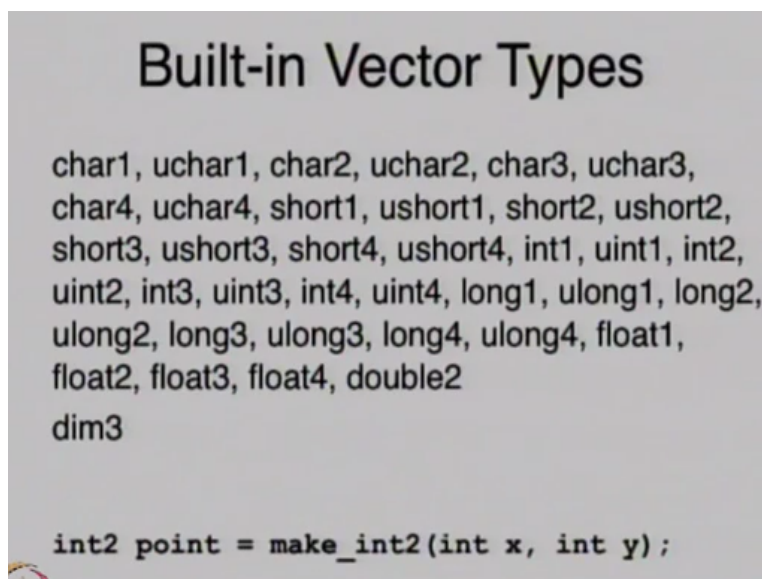 Built-in Vector Types
char1, uchar1, char2, uchar2, char3, uchar3,
char4, uchar4, short1, ushort1, short2, ushort2,
short3, ushort3, short4, ushort4, int1, uint1, int2,
uint2, int3, uint3, int4, uint4, long1, ulong1, long2,
ulong2, long3, ulong3, long4, ulong4, float1,
float2, float3, float4, double2
dim3
int2 point = make_int2(int x, int y);